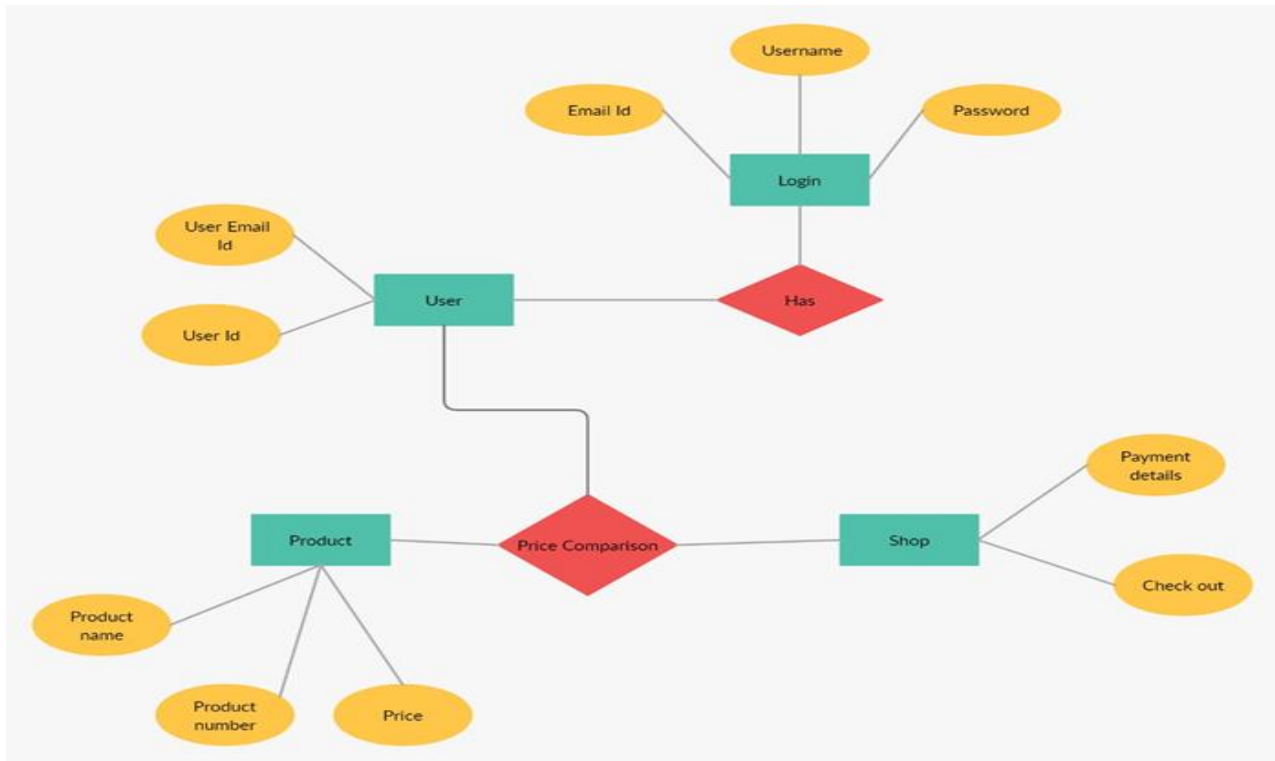 Username
Email Id
Password
Login
User Email
Id
User
Has
User Id
Payment
details
Product
Price Comparison
Shop
Check out
Product
name
Product
number
Price